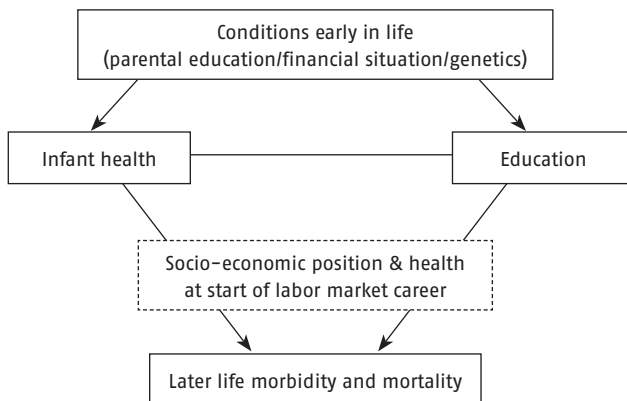 Conditions early in life
(parental education/financial situation/genetics)
Infant health
Education
Socio-economic position & health
at start of labor market career
Later life morbidity and mortality